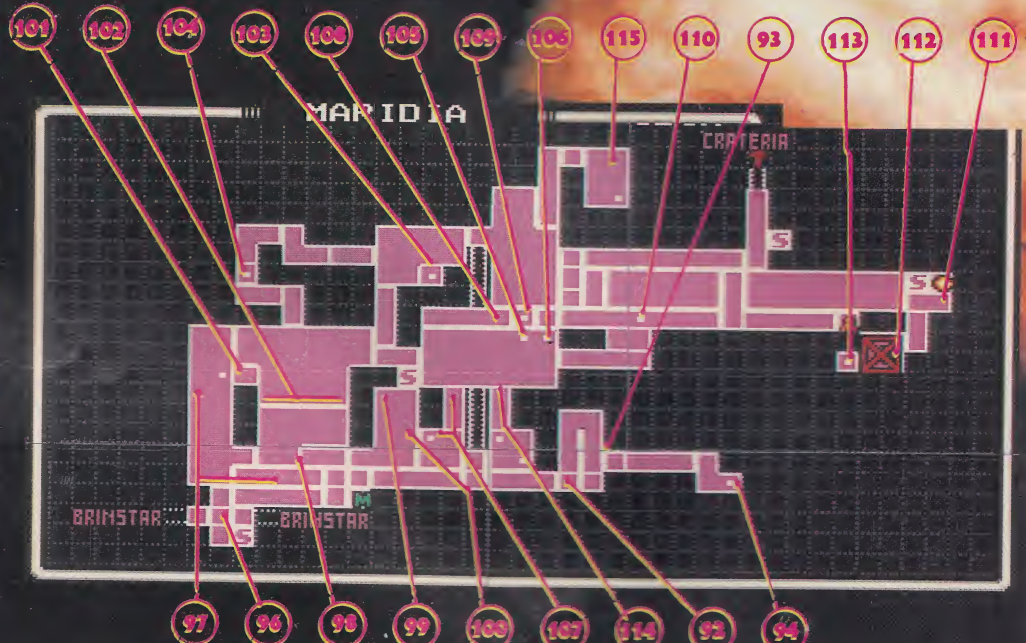 101 102 104 103 108 105 109 106 115 110 93 113 112 111
MARIDIA
CRATERIA
S
S
S
M
BRINSTAR BRINSTAR
S
97 96 98 99 100 107 114 92 94